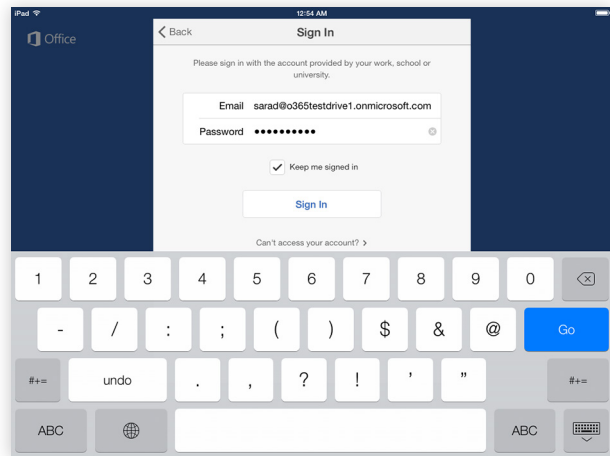 iPad 12:54 AM
Office
Back Sign In
Please sign in with the account provided by your work, school or
university.
Email sarad@o365testdrive1.onmicrosoft.com
Password ••••••••••
Keep me signed in
Sign In
Can't access your account? >
1 2 3 4 5 6 7 8 9 0
- / : ; ( ) $ & @ Go
#+= undo . , ? ! ' " #+=
ABC ABC